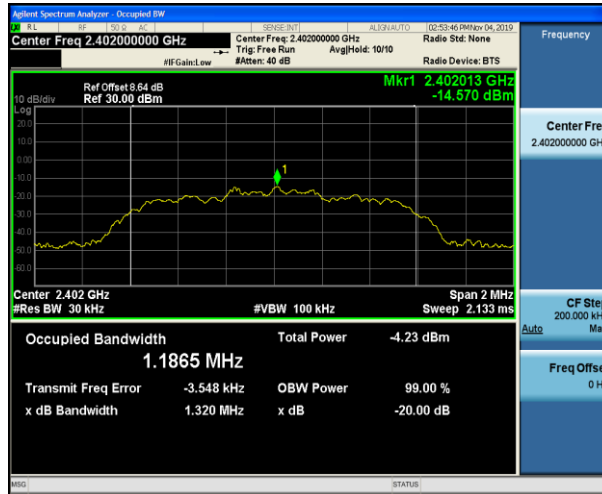 Agilent Spectrum Analyzer - Occupied BW
RL RF 50 Ω AC SENSE:INT ALIGN AUTO 02:53:46 PM Nov 04, 2019
Center Freq 2.402000000 GHz
Center Freq: 2.402000000 GHz
Radio Std: None
Trig: Free Run
Avg|Hold: 10/10
#IFGain:Low
#Atten: 40 dB
Radio Device: BTS
Ref Offset 8.64 dB
Mkr1 2.402013 GHz
10 dB/div
Ref 30.00 dBm
-14.570 dBm
Log
20.0
10.0
0.00
1
-10.0
-20.0
-30.0
-40.0
-50.0
-60.0
Center 2.402 GHz
Span 2 MHz
#Res BW 30 kHz
#VBW 100 kHz
Sweep 2.133 ms
Occupied Bandwidth
Total Power
-4.23 dBm
1.1865 MHz
Transmit Freq Error
-3.548 kHz
OBW Power
99.00 %
x dB Bandwidth
1.320 MHz
x dB
-20.00 dB
MSG
STATUS
Frequency
Center Fre
2.402000000 GH
CF Ste
200.000 kH
Auto Ma
Freq Offse
0 H